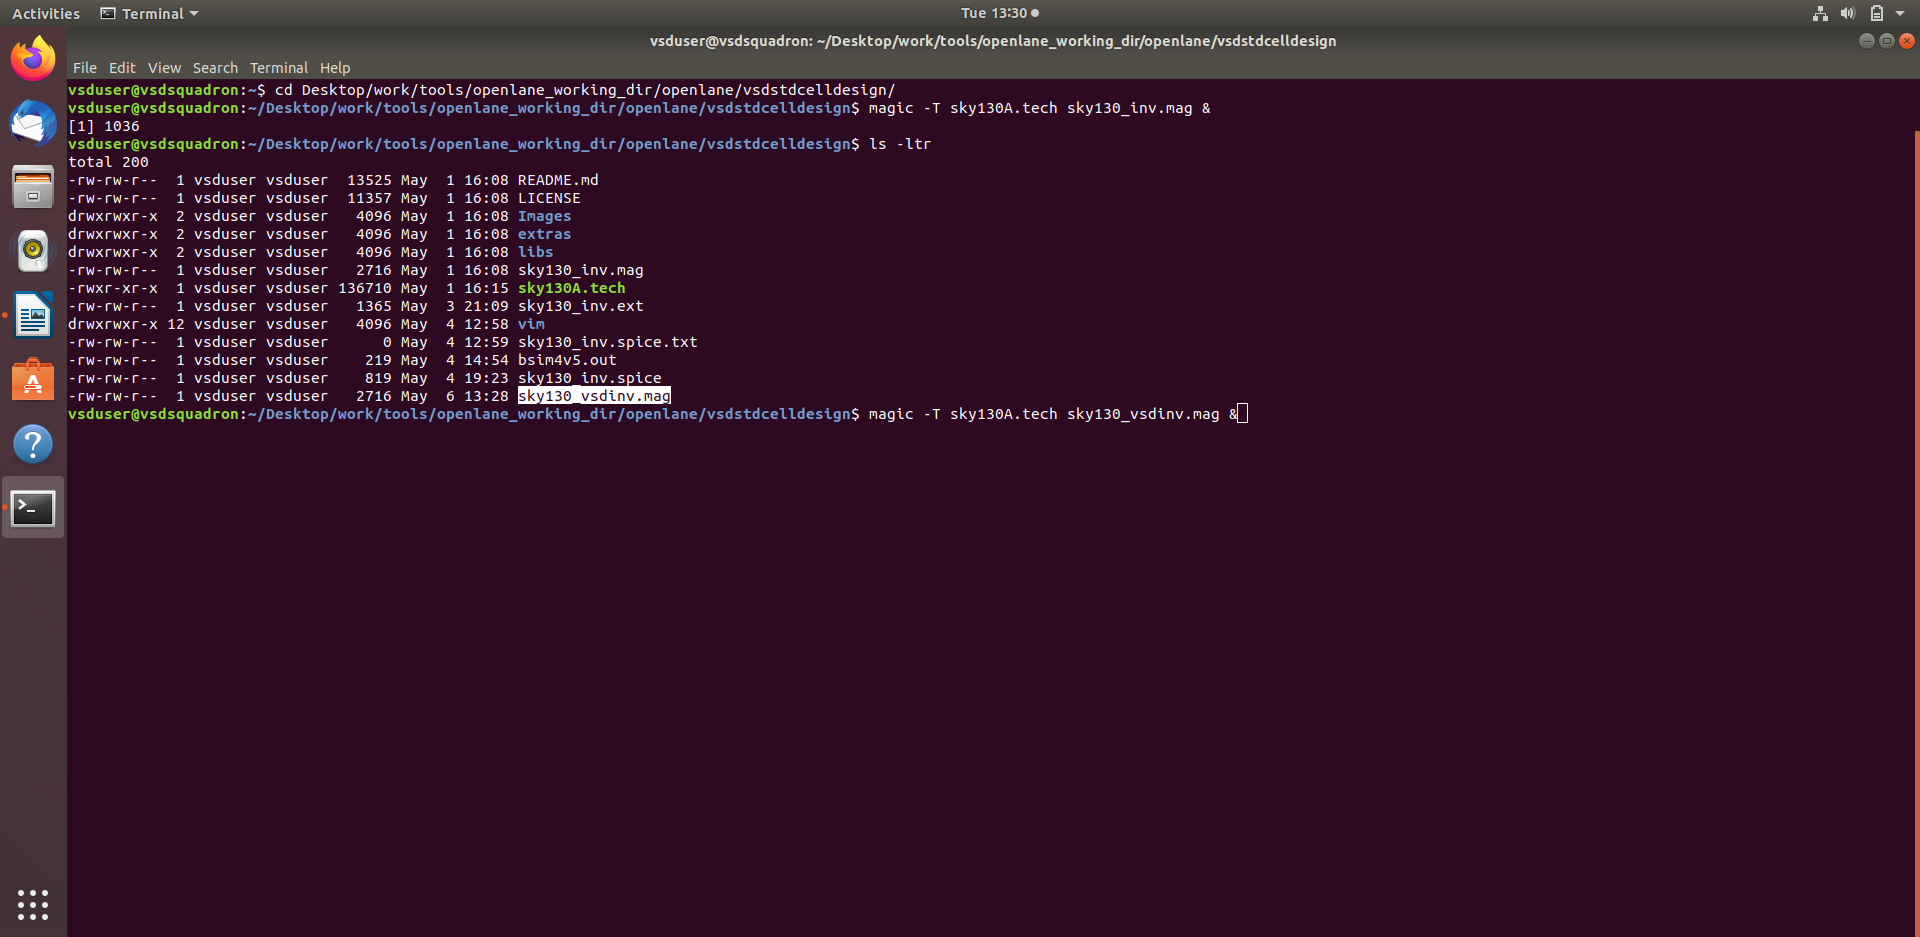 Activities Terminal Tue 13:30
vsduser@vsdsquadron: ~/Desktop/work/tools/openlane_working_dir/openlane/vsdstdcelldesign
File Edit View Search Terminal Help
vsduser@vsdsquadron:~$ cd Desktop/work/tools/openlane_working_dir/openlane/vsdstdcelldesign/
vsduser@vsdsquadron:~/Desktop/work/tools/openlane_working_dir/openlane/vsdstdcelldesign$ magic -T sky130A.tech sky130_inv.mag &
[1] 1036
vsduser@vsdsquadron:~/Desktop/work/tools/openlane_working_dir/openlane/vsdstdcelldesign$ ls -ltr
total 200
-rw-rw-r--  1 vsduser vsduser  13525 May  1 16:08 README.md
-rw-rw-r--  1 vsduser vsduser  11357 May  1 16:08 LICENSE
drwxrwxr-x  2 vsduser vsduser   4096 May  1 16:08 Images
drwxrwxr-x  2 vsduser vsduser   4096 May  1 16:08 extras
drwxrwxr-x  2 vsduser vsduser   4096 May  1 16:08 libs
-rw-rw-r--  1 vsduser vsduser   2716 May  1 16:08 sky130_inv.mag
-rwxr-xr-x  1 vsduser vsduser 136710 May  1 16:15 sky130A.tech
-rw-rw-r--  1 vsduser vsduser   1365 May  3 21:09 sky130_inv.ext
drwxrwxr-x 12 vsduser vsduser   4096 May  4 12:58 vim
-rw-rw-r--  1 vsduser vsduser      0 May  4 12:59 sky130_inv.spice.txt
-rw-rw-r--  1 vsduser vsduser    219 May  4 14:54 bsim4v5.out
-rw-rw-r--  1 vsduser vsduser    819 May  4 19:23 sky130_inv.spice
-rw-rw-r--  1 vsduser vsduser   2716 May  6 13:28 sky130_vsdinv.mag
vsduser@vsdsquadron:~/Desktop/work/tools/openlane_working_dir/openlane/vsdstdcelldesign$ magic -T sky130A.tech sky130_vsdinv.mag &